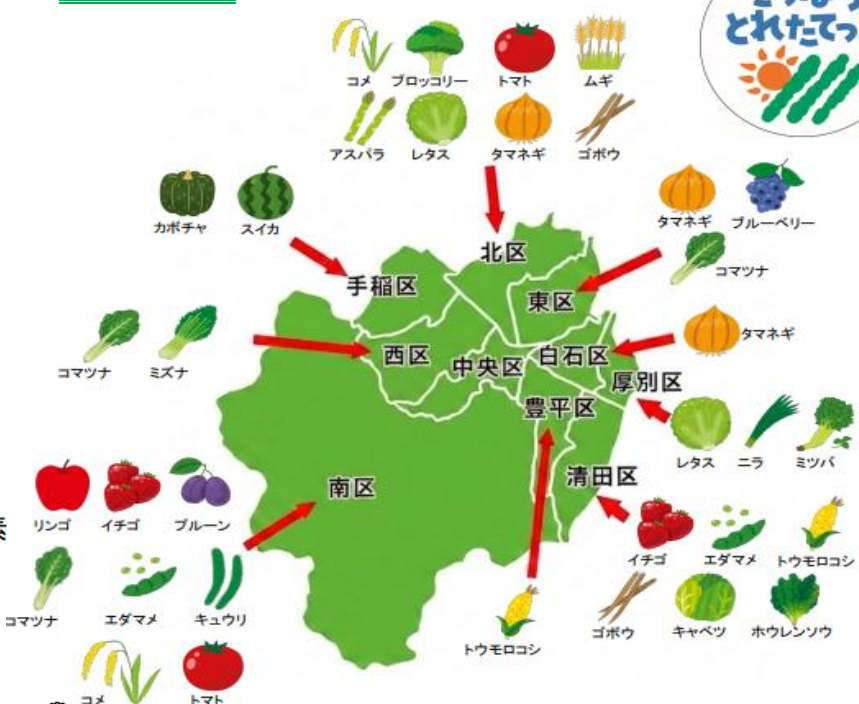 とれたてっ
コメ ブロッコリー トマト ムギ
アスパラ レタス タマネギ ゴボウ
カボチャ スイカ
タマネギ ブルーベリー
コマツナ
北区
手稲区
東区
タマネギ
西区
中央区
白石区
厚別区
コマツナ ミズナ
豊平区
レタス ニラ ミツバ
清田区
南区
リンゴ イチゴ プルーン
素
イチゴ エダマメ トウモロコシ
コマツナ エダマメ キュウリ
ゴボウ キャベツ ホウレンソウ
トウモロコシ
コメ トマト